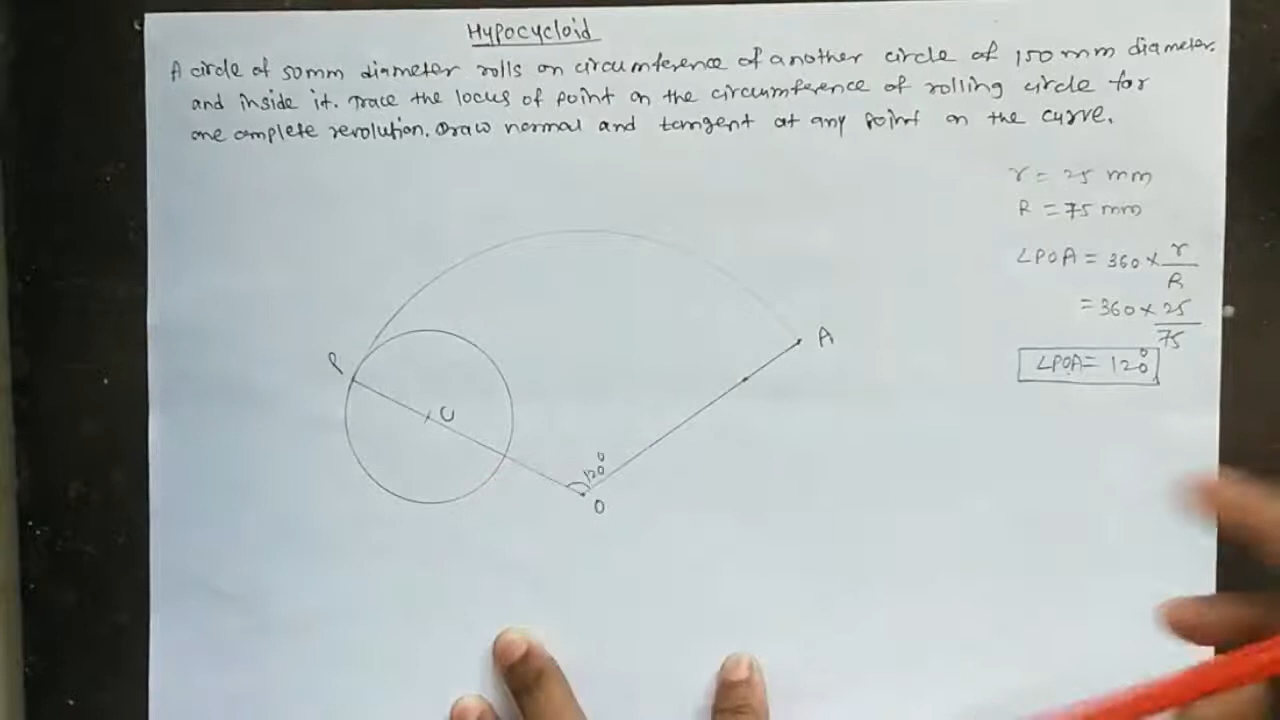 Hypocycloid
A circle of 50mm diameter rolls on circumference of another circle of 150mm diameter.
and inside it. Trace the locus of point on the circumference of rolling circle for
one complete revolution. Draw normal and tangent at any point on the curve.
r = 25 mm
R = 75 mm
∠POA = 360 × r/R
= 360 × 25/75
∠POA = 120°
P
C
A
120°
O